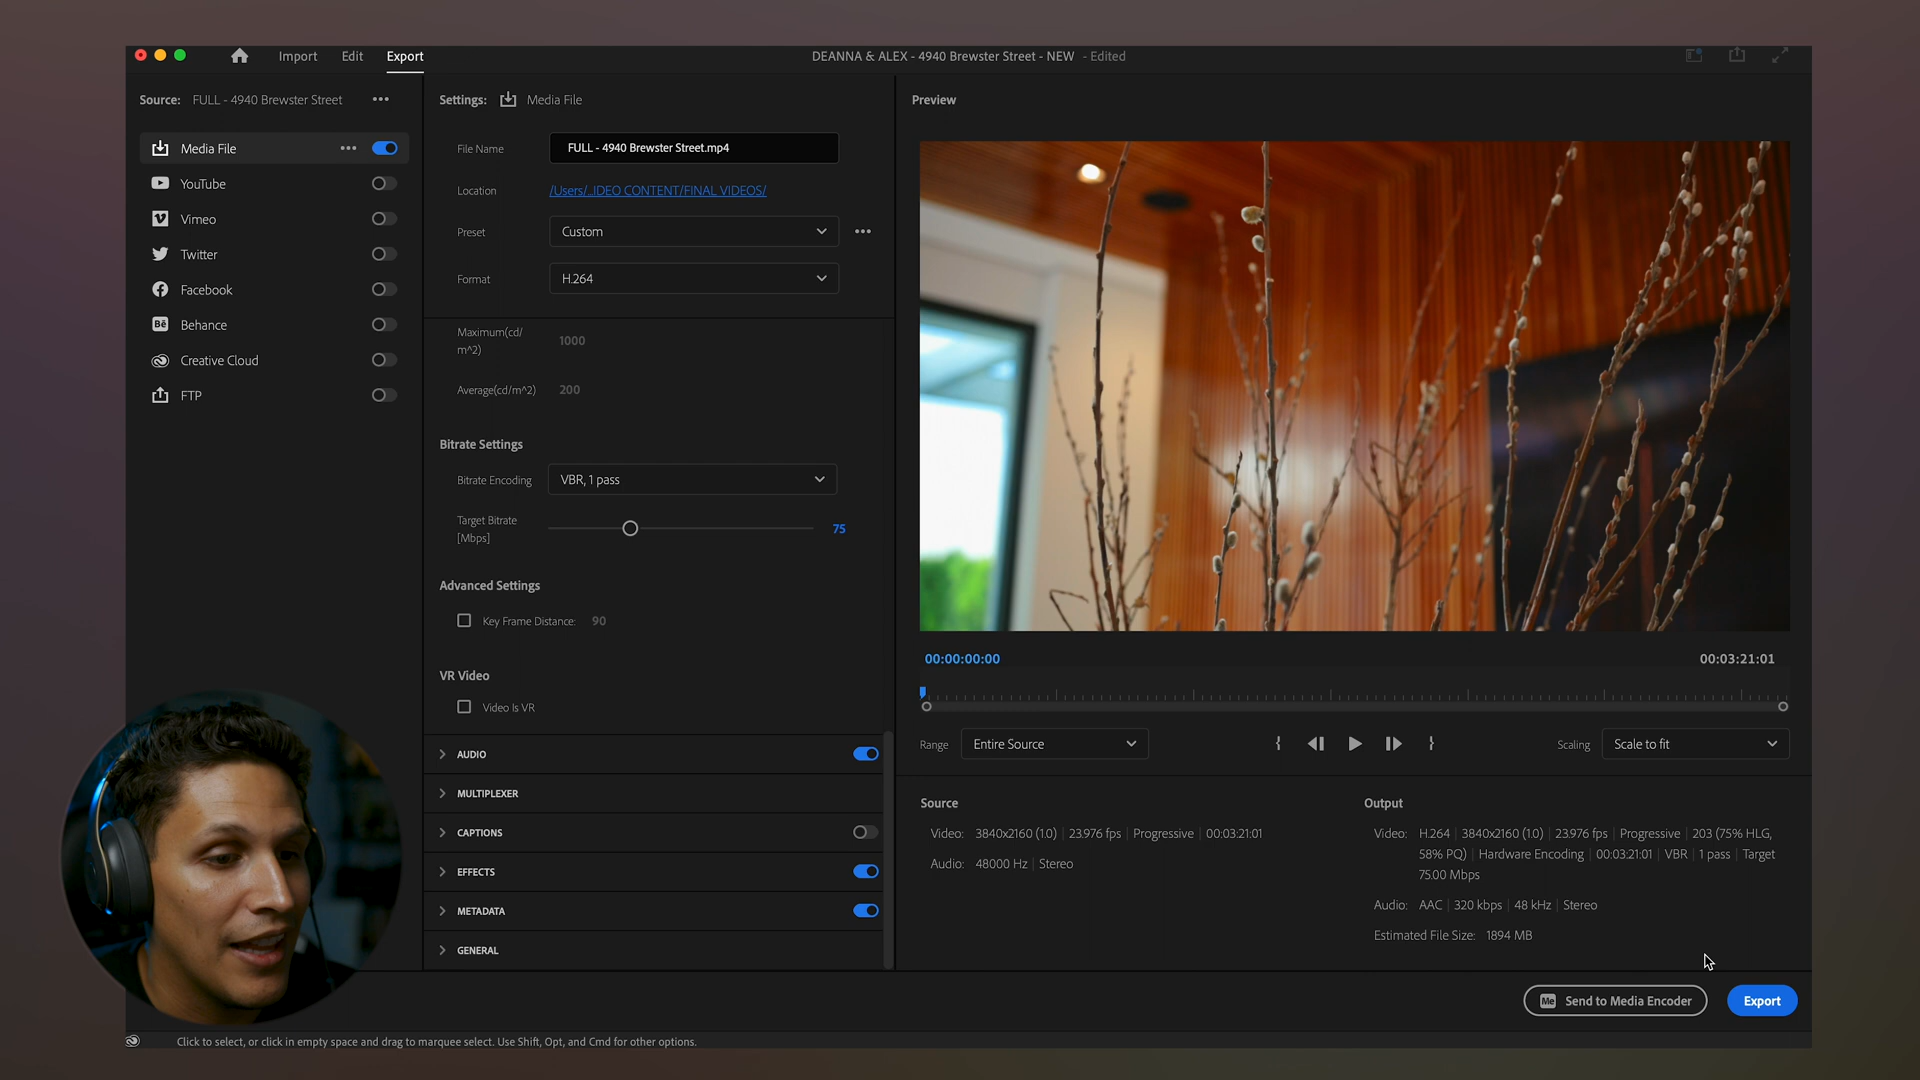 Import Edit Export
DEANNA & ALEX - 4940 Brewster Street - NEW - Edited
Source: FULL - 4940 Brewster Street •••
Media File •••
YouTube
Vimeo
Twitter
Facebook
Bē Behance
Creative Cloud
FTP
Settings: Media File
File Name FULL - 4940 Brewster Street.mp4
Location /Users/...IDEO CONTENT/FINAL VIDEOS/
Preset Custom •••
Format H.264
Maximum(cd/
m^2) 1000
Average(cd/m^2) 200
Bitrate Settings
Bitrate Encoding VBR, 1 pass
Target Bitrate
[Mbps] 75
Advanced Settings
Key Frame Distance: 90
VR Video
Video Is VR
AUDIO
MULTIPLEXER
CAPTIONS
EFFECTS
METADATA
GENERAL
Preview
00:00:00:00 00:03:21:01
Range Entire Source Scaling Scale to fit
Source
Video: 3840x2160 (1.0) | 23.976 fps | Progressive | 00:03:21:01
Audio: 48000 Hz | Stereo
Output
Video: H.264 | 3840x2160 (1.0) | 23.976 fps | Progressive | 203 (75% HLG,
58% PQ) | Hardware Encoding | 00:03:21:01 | VBR | 1 pass | Target
75.00 Mbps
Audio: AAC | 320 kbps | 48 kHz | Stereo
Estimated File Size: 1894 MB
Me Send to Media Encoder Export
Click to select, or click in empty space and drag to marquee select. Use Shift, Opt, and Cmd for other options.